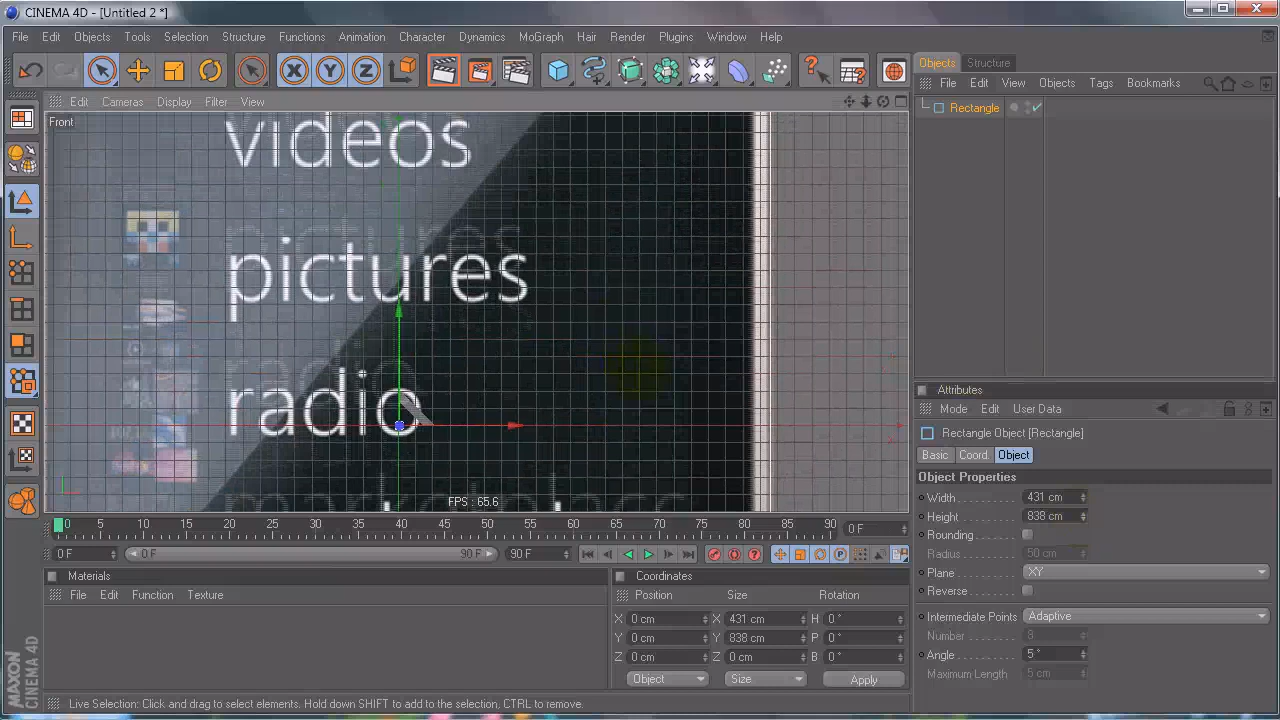 CINEMA 4D - [Untitled 2 *]
File Edit Objects Tools Selection Structure Functions Animation Character Dynamics MoGraph Hair Render Plugins Window Help
X Y Z
Objects Structure
File Edit View Objects Tags Bookmarks
Rectangle
Edit Cameras Display Filter View
Front
videos
pictures
radio
FPS : 65.6
Attributes
Mode Edit User Data
Rectangle Object [Rectangle]
Basic Coord. Object
Object Properties
Width 431 cm
Height 838 cm
Rounding
Radius 50 cm
Plane XY
Reverse
Intermediate Points Adaptive
Number 8
Angle 5 °
Maximum Length 5 cm
0 5 10 15 20 25 30 35 40 45 50 55 60 65 70 75 80 85 90 0 F
0 F 0 F 90 F 90 F
Materials
File Edit Function Texture
Coordinates
Position Size Rotation
X 0 cm X 431 cm H 0 °
Y 0 cm Y 838 cm P 0 °
Z 0 cm Z 0 cm B 0 °
Object Size Apply
MAXON
CINEMA 4D
Live Selection: Click and drag to select elements. Hold down SHIFT to add to the selection, CTRL to remove.